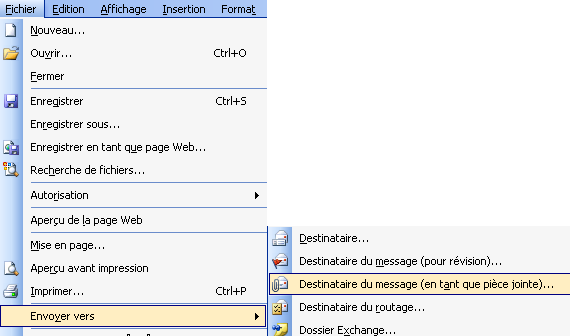 Fichier Edition Affichage Insertion Format
Nouveau...
Ouvrir... Ctrl+O
Fermer
Enregistrer Ctrl+S
Enregistrer sous...
Enregistrer en tant que page Web...
Recherche de fichiers...
Autorisation
Aperçu de la page Web
Mise en page...
Aperçu avant impression
Imprimer... Ctrl+P
Envoyer vers
Destinataire...
Destinataire du message (pour révision)...
Destinataire du message (en tant que pièce jointe)...
Destinataire du routage...
Dossier Exchange...